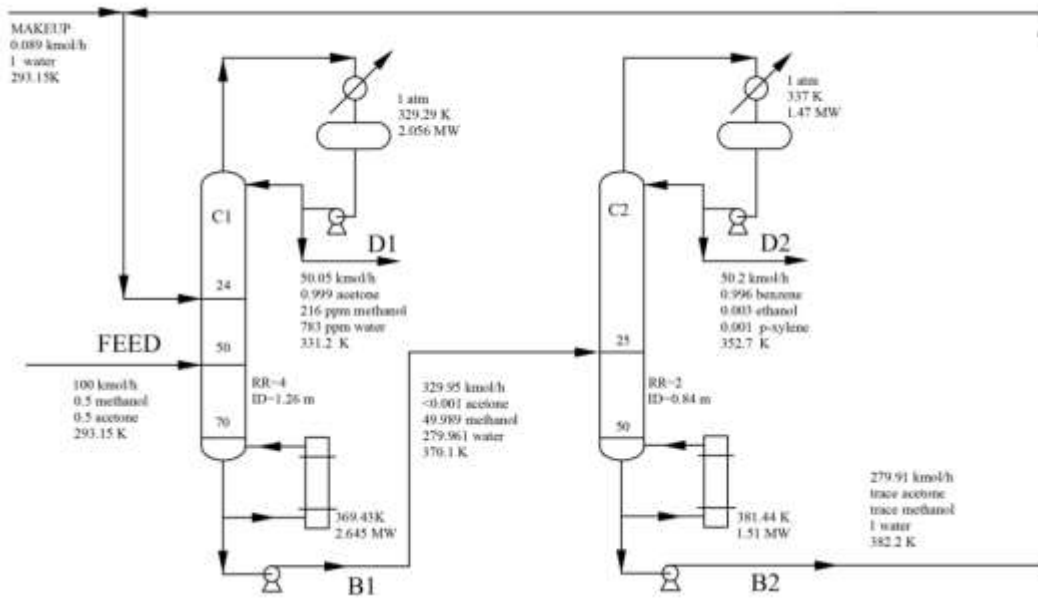 MAKEUP
0.089 kmol/h
1 water
293.15K
1 atm
329.29 K
2.056 MW
C1
24
50
70
D1
50.05 kmol/h
0.999 acetone
216 ppm methanol
783 ppm water
331.2 K
FEED
100 kmol/h
0.5 methanol
0.5 acetone
293.15 K
RR=4
ID=1.26 m
369.43K
2.645 MW
B1
329.95 kmol/h
<0.001 acetone
49.989 methanol
279.961 water
370.1 K
1 atm
337 K
1.47 MW
C2
25
50
D2
50.2 kmol/h
0.996 benzene
0.003 ethanol
0.001 p-xylene
352.7 K
RR=2
ID=0.84 m
381.44 K
1.51 MW
B2
279.91 kmol/h
trace acetone
trace methanol
1 water
382.2 K